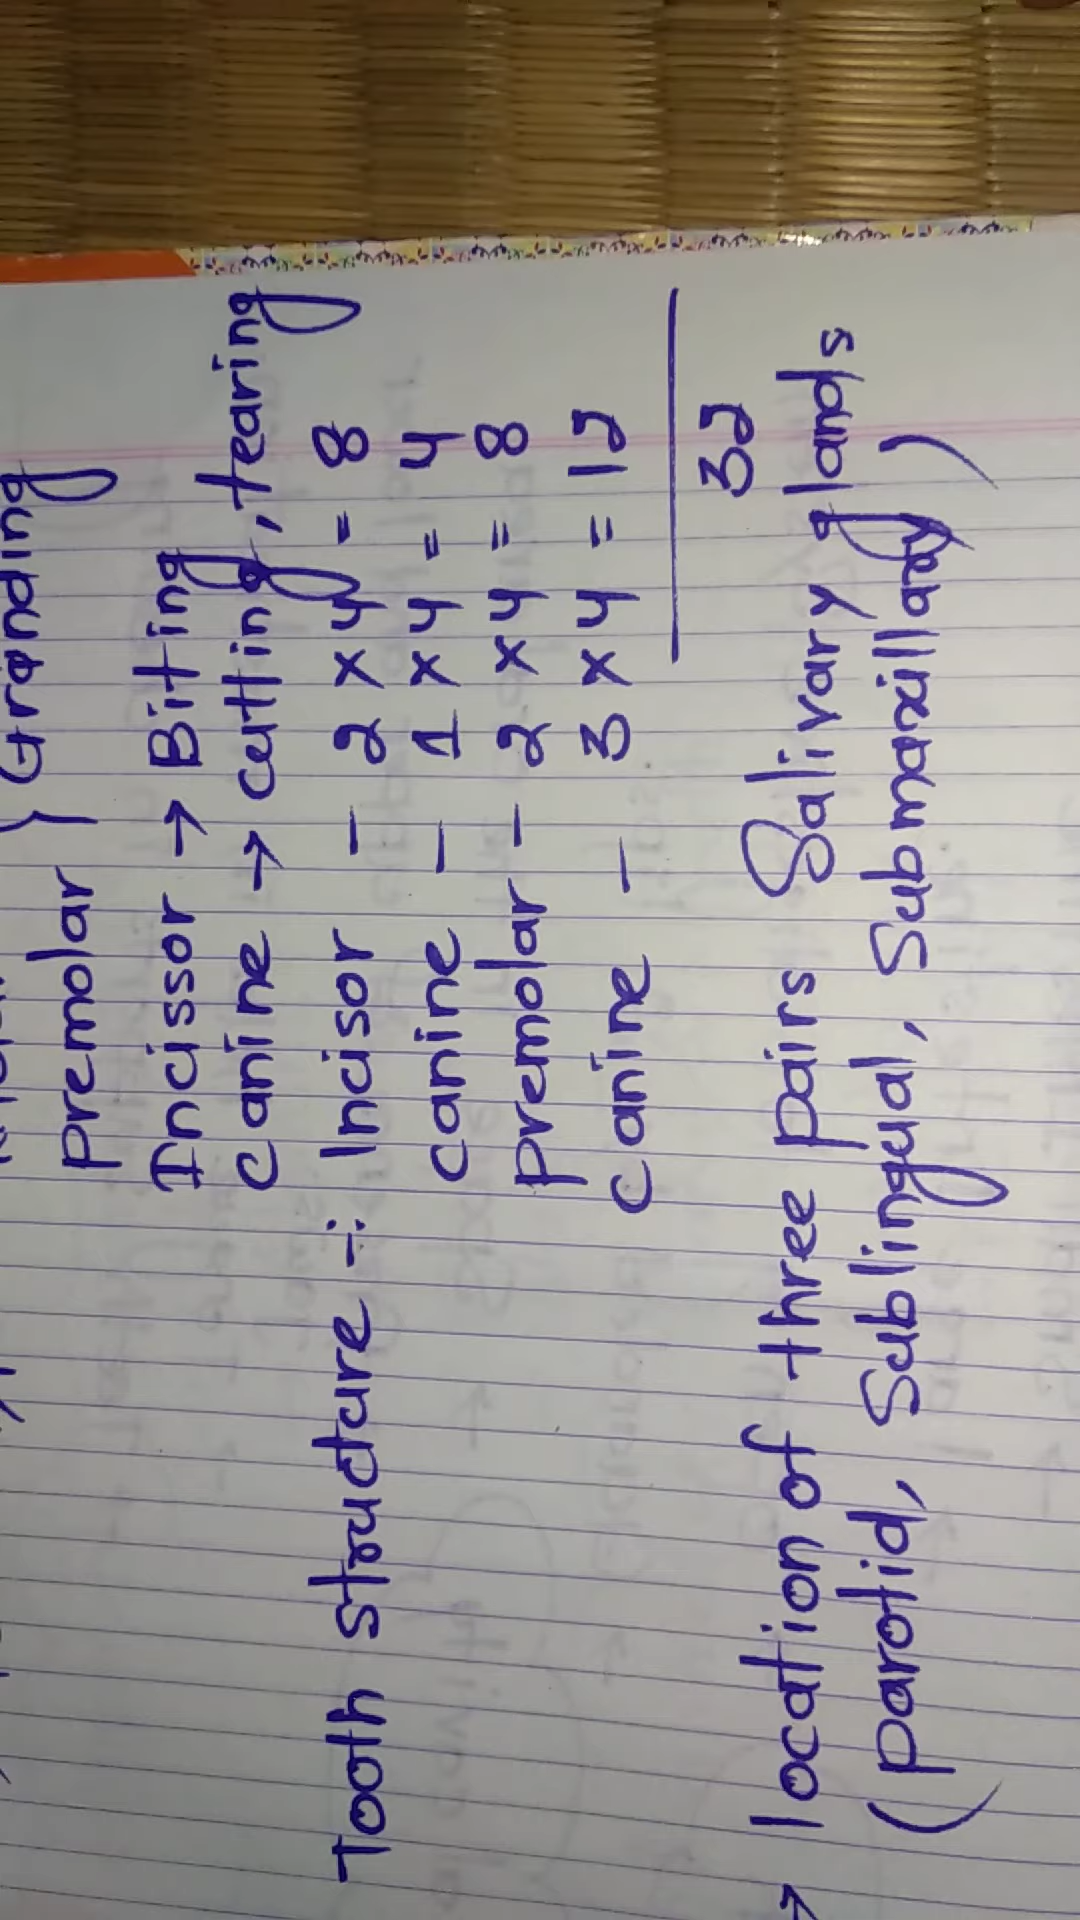 Premolar } Grinding
Incissor → Biting
Canine → cutting, tearing
Tooth structure -: Incisor - 2 x 4 = 8
canine - 1 x 4 = 4
Premolar - 2 x 4 = 8
canine - 3 x 4 = 12
32
→ location of three pairs Salivary glands
(parotid, Sublingual, Submaxillary)